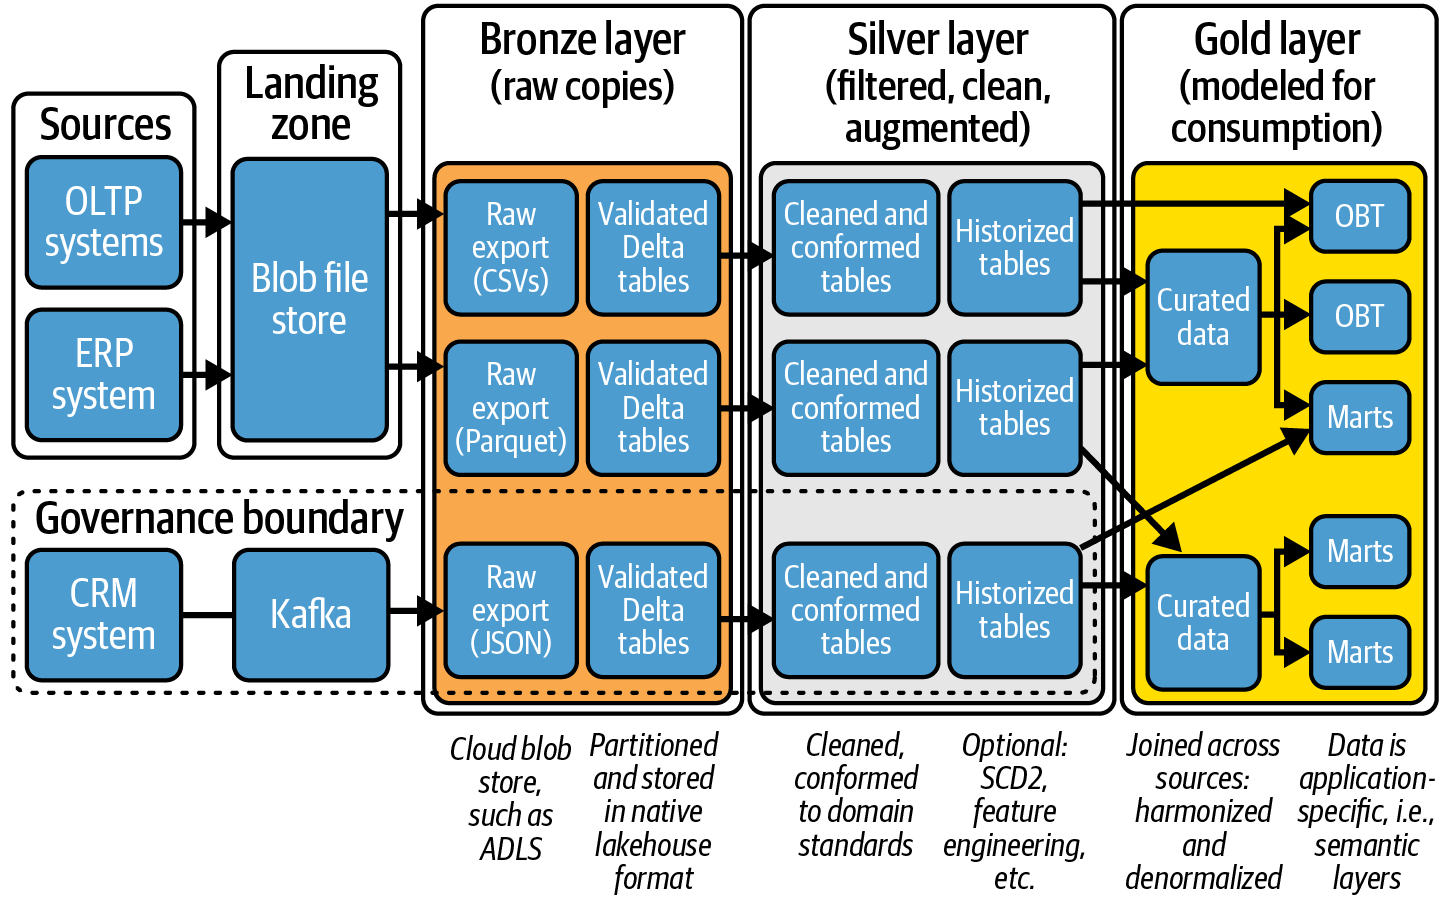 Sources
OLTP
systems
ERP
system
Landing
zone
Blob file
store
Bronze layer
(raw copies)
Raw
export
(CSVs)
Validated
Delta
tables
Raw
export
(Parquet)
Validated
Delta
tables
Silver layer
(filtered, clean,
augmented)
Cleaned and
conformed
tables
Historized
tables
Cleaned and
conformed
tables
Historized
tables
Gold layer
(modeled for
consumption)
Curated
data
OBT
OBT
Marts
Governance boundary
CRM
system
Kafka
Raw
export
(JSON)
Validated
Delta
tables
Cleaned and
conformed
tables
Historized
tables
Curated
data
Marts
Marts
Cloud blob
store,
such as
ADLS
Partitioned
and stored
in native
lakehouse
format
Cleaned,
conformed
to domain
standards
Optional:
SCD2,
feature
engineering,
etc.
Joined across
sources:
harmonized
and
denormalized
Data is
application-
specific, i.e.,
semantic
layers